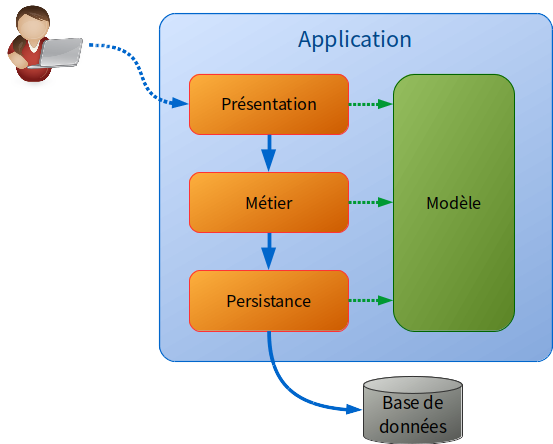 Application
Présentation
Métier
Modèle
Persistance
Base de
données